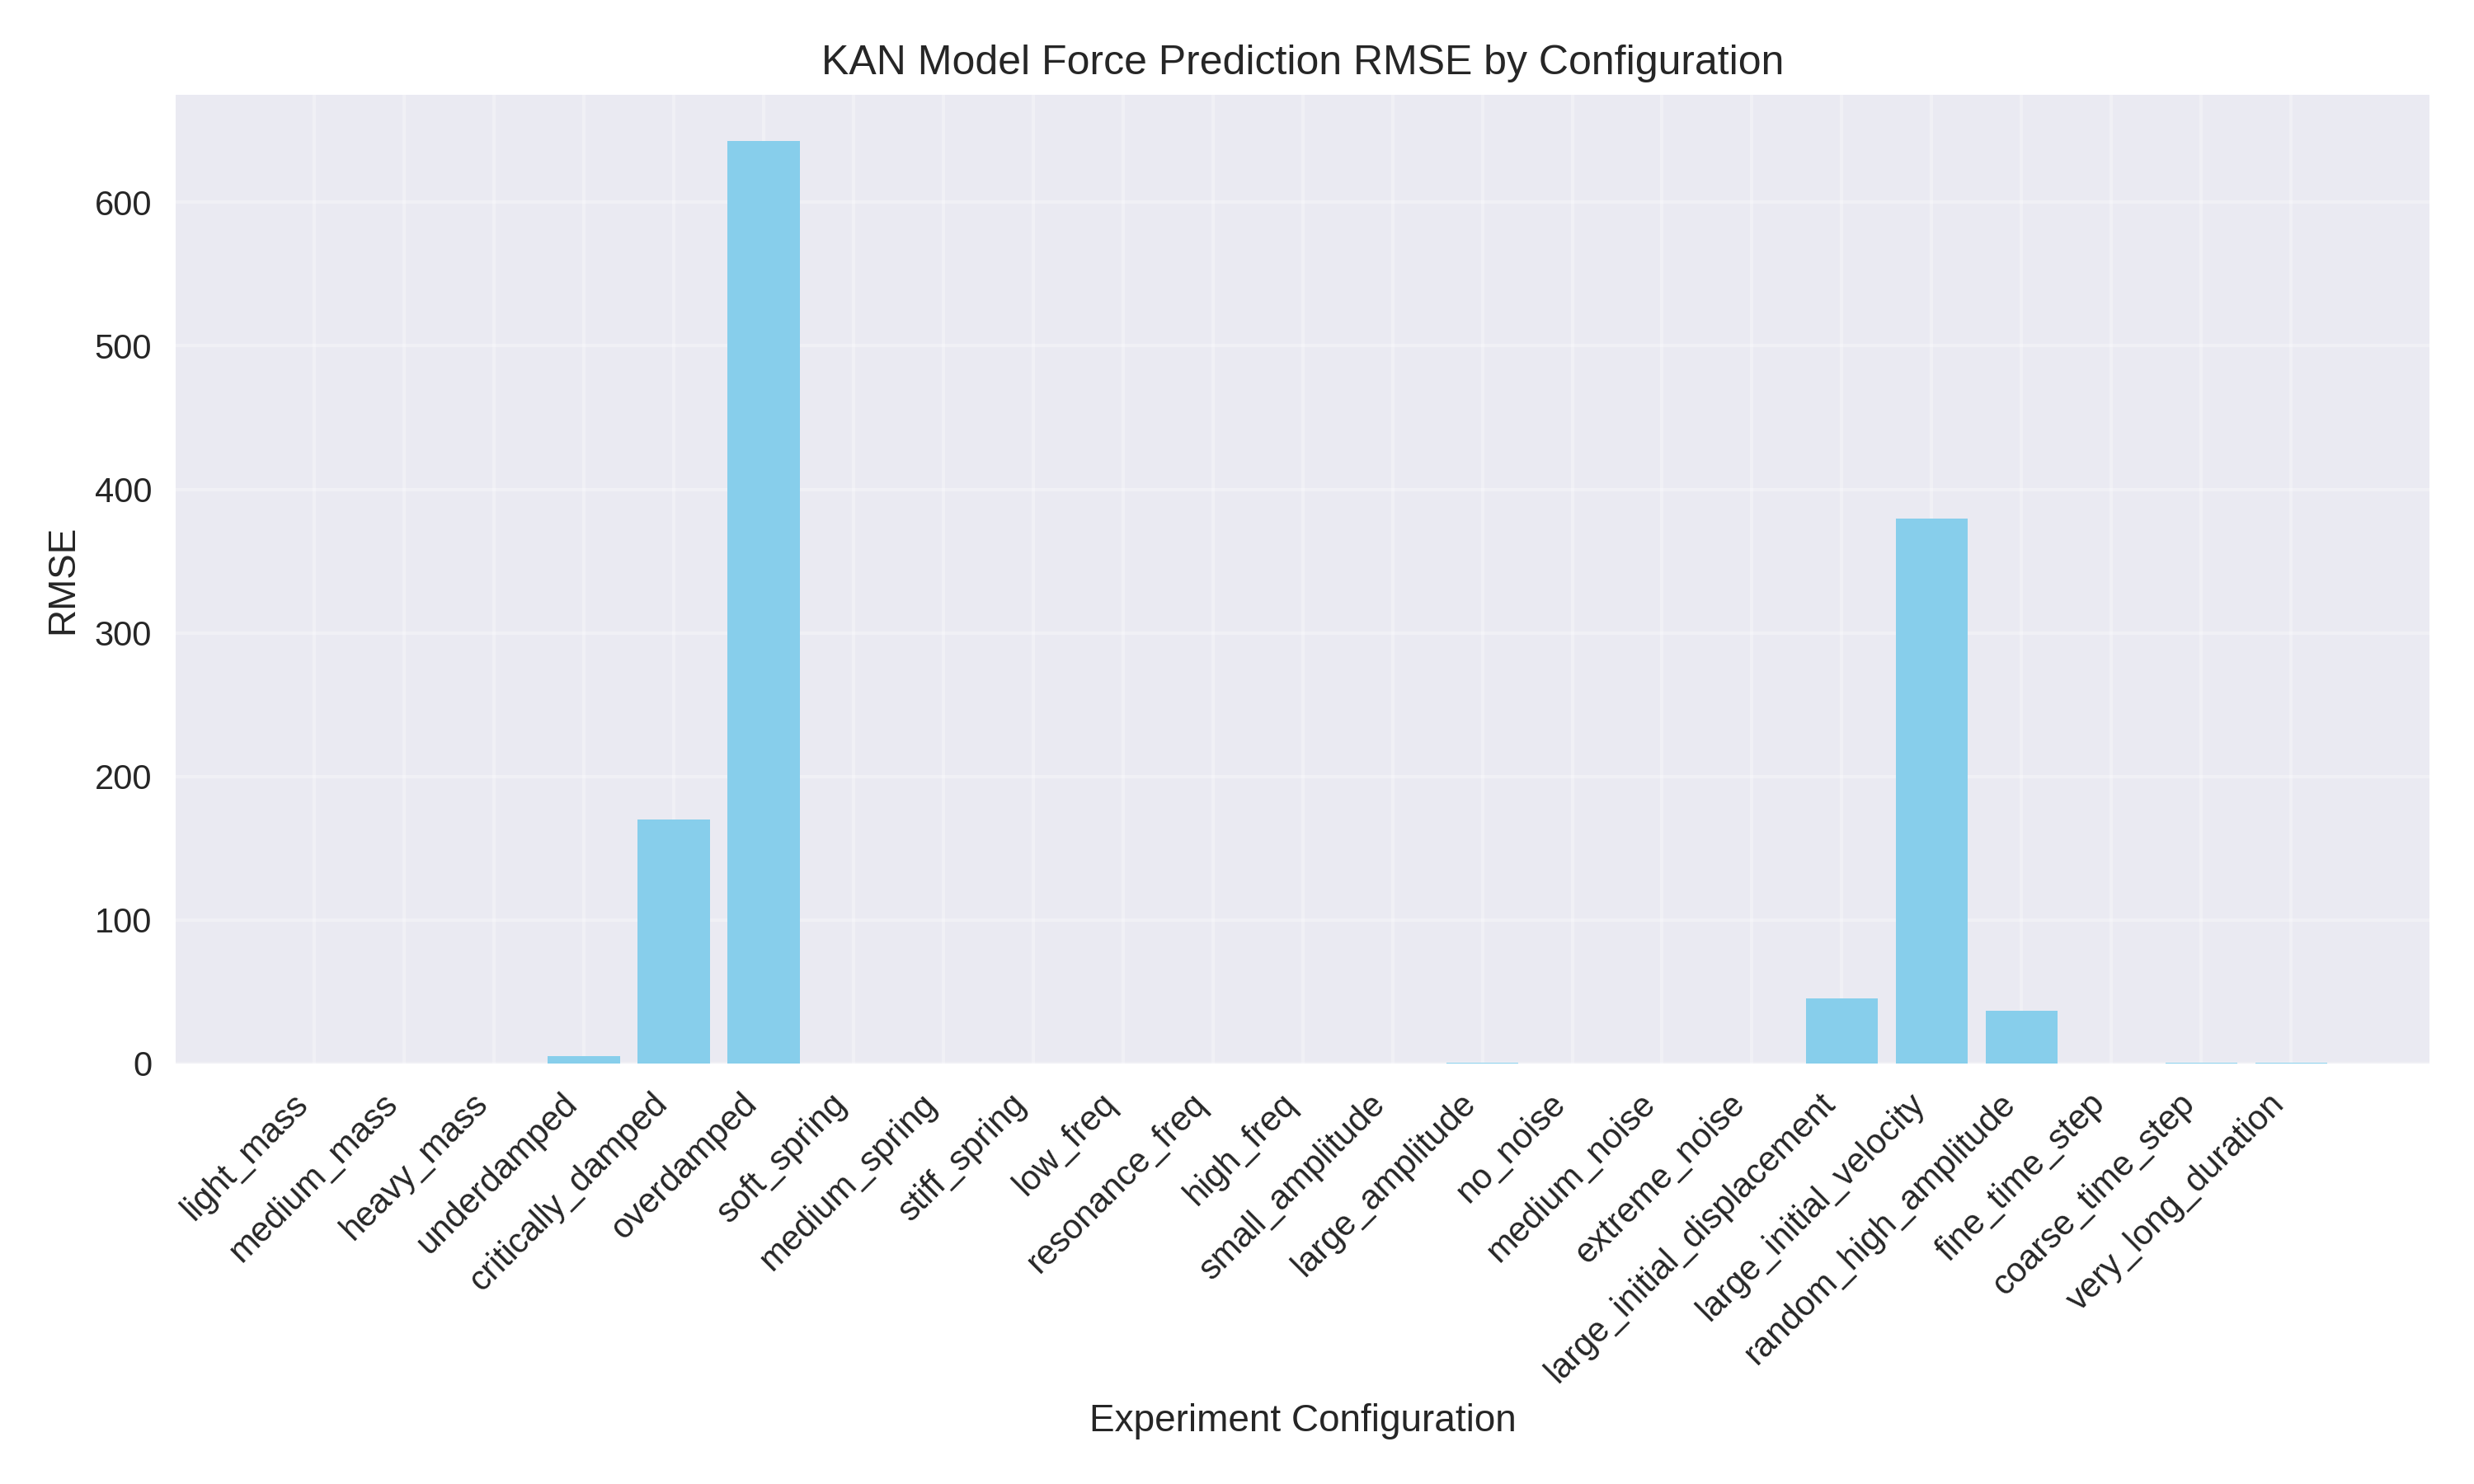 KAN Model Force Prediction RMSE by Configuration
RMSE
600
500
400
300
200
100
0
light_mass
medium_mass
heavy_mass
underdamped
critically_damped
overdamped
soft_spring
medium_spring
stiff_spring
low_freq
resonance_freq
high_freq
small_amplitude
large_amplitude
no_noise
medium_noise
extreme_noise
large_initial_displacement
large_initial_velocity
random_high_amplitude
fine_time_step
coarse_time_step
very_long_duration
Experiment Configuration